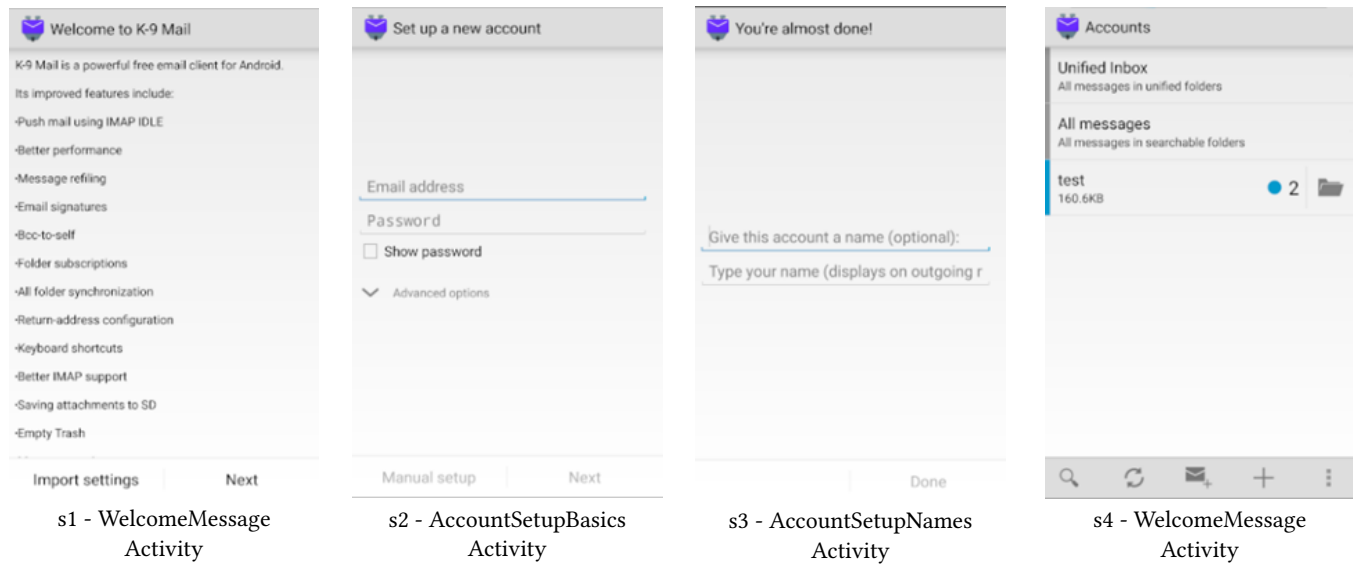 Welcome to K-9 Mail
K-9 Mail is a powerful free email client for Android.
Its improved features include:
-Push mail using IMAP IDLE
-Better performance
-Message refiling
-Email signatures
-Bcc-to-self
-Folder subscriptions
-All folder synchronization
-Return-address configuration
-Keyboard shortcuts
-Better IMAP support
-Saving attachments to SD
-Empty Trash
Import settings Next
s1 - WelcomeMessage
Activity
Set up a new account
Email address
Password
Show password
Advanced options
Manual setup Next
s2 - AccountSetupBasics
Activity
You're almost done!
Give this account a name (optional):
Type your name (displays on outgoing r
Done
s3 - AccountSetupNames
Activity
Accounts
Unified Inbox
All messages in unified folders
All messages
All messages in searchable folders
test
2
160.6KB
s4 - WelcomeMessage
Activity